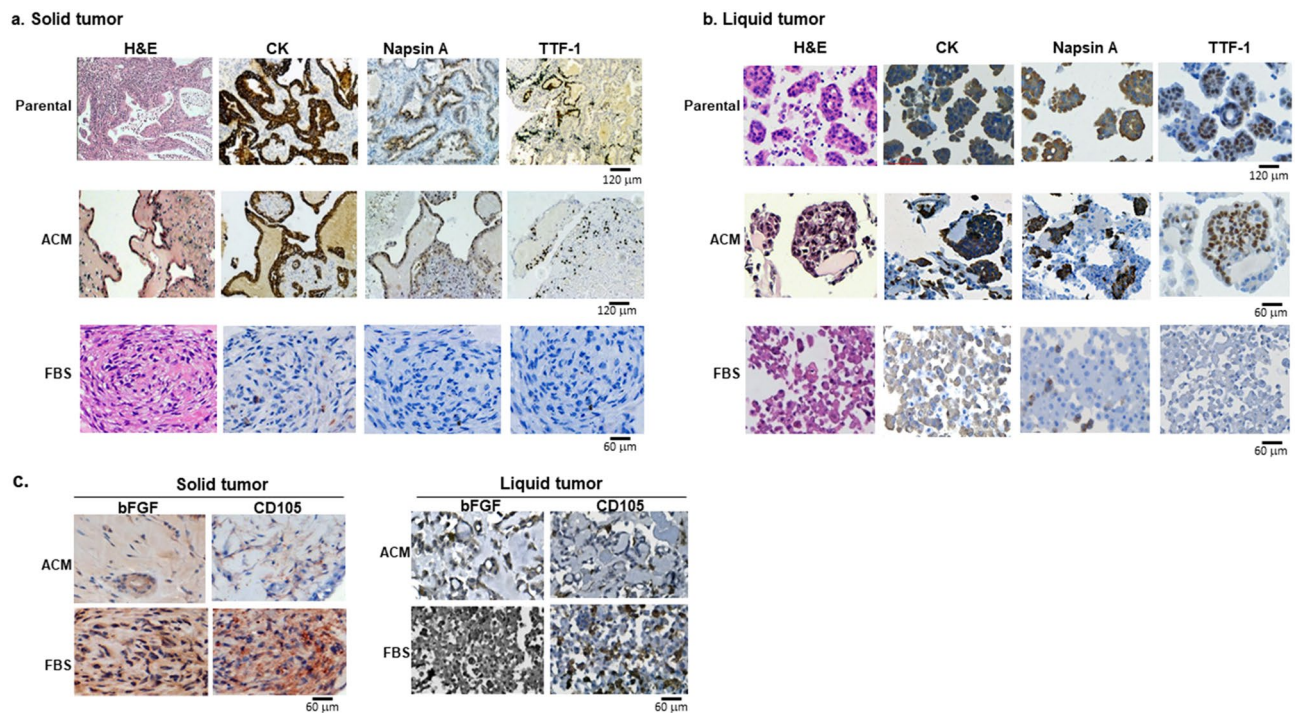 a. Solid tumor
H&E CK Napsin A TTF-1
Parental
120 µm
ACM
120 µm
FBS
60 µm
b. Liquid tumor
H&E CK Napsin A TTF-1
Parental
120 µm
ACM
60 µm
FBS
60 µm
c.
Solid tumor
bFGF CD105
ACM
FBS
60 µm
Liquid tumor
bFGF CD105
ACM
FBS
60 µm